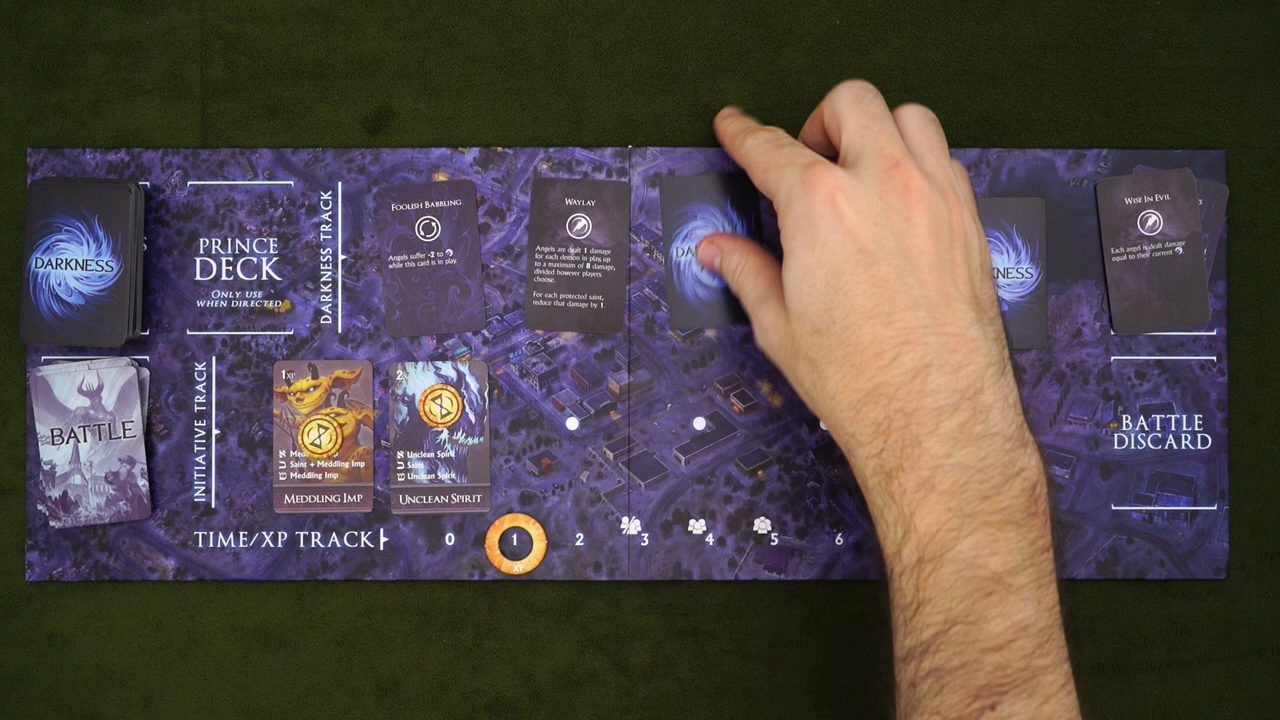 DARKNESS
PRINCE
DECK
ONLY USE
WHEN DIRECTED
DARKNESS TRACK
FOOLISH BABBLING
Angels suffer -2 to
while this card is in play.
WAYLAY
Angels are dealt 1 damage
for each demon in play, up
to a maximum of 8 damage,
divided however players
choose.
For each protected saint,
reduce that damage by 1.
WISE IN EVIL
Each angel is dealt damage
equal to their current
BATTLE
INITIATIVE TRACK
1XP
Saint + Meddling Imp
Meddling Imp
MEDDLING IMP
2
Unclean Spirit
Unclean Spirit
UNCLEAN SPIRIT
BATTLE
DISCARD
TIME/XP TRACK
0 1 2 3 4 5 6
XP